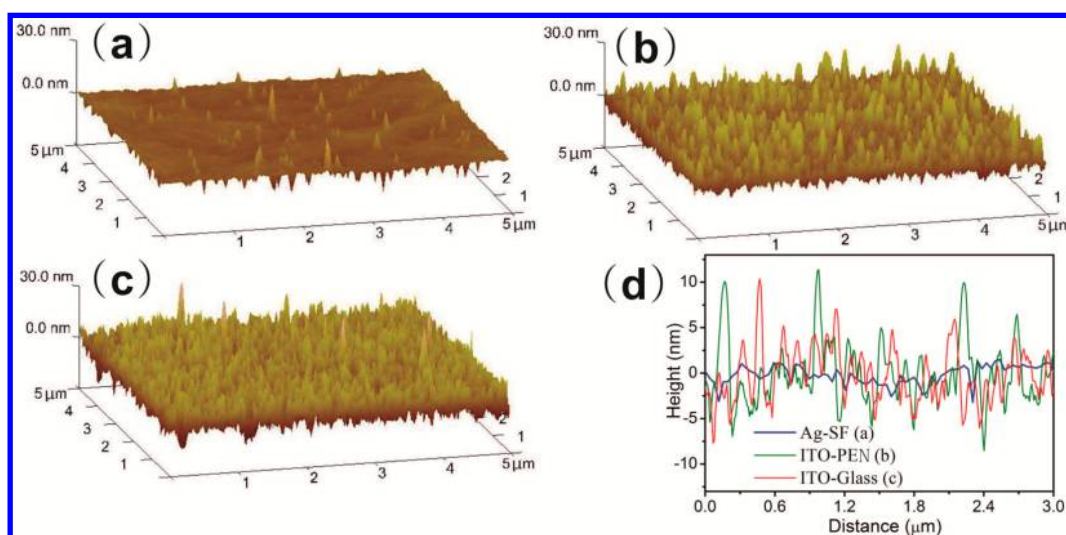 (a)
30.0 nm
0.0 nm
5 μm
4
3
2
1
1
2
3
4
5 μm
1
2
(b)
30.0 nm
0.0 nm
5 μm
4
3
2
1
1
2
3
4
5 μm
1
2
(c)
30.0 nm
0.0 nm
5 μm
4
3
2
1
1
2
3
4
5 μm
1
2
(d)
Height (nm)
10
5
0
-5
-10
Ag-SF (a)
ITO-PEN (b)
ITO-Glass (c)
0.0 0.6 1.2 1.8 2.4 3.0
Distance (μm)